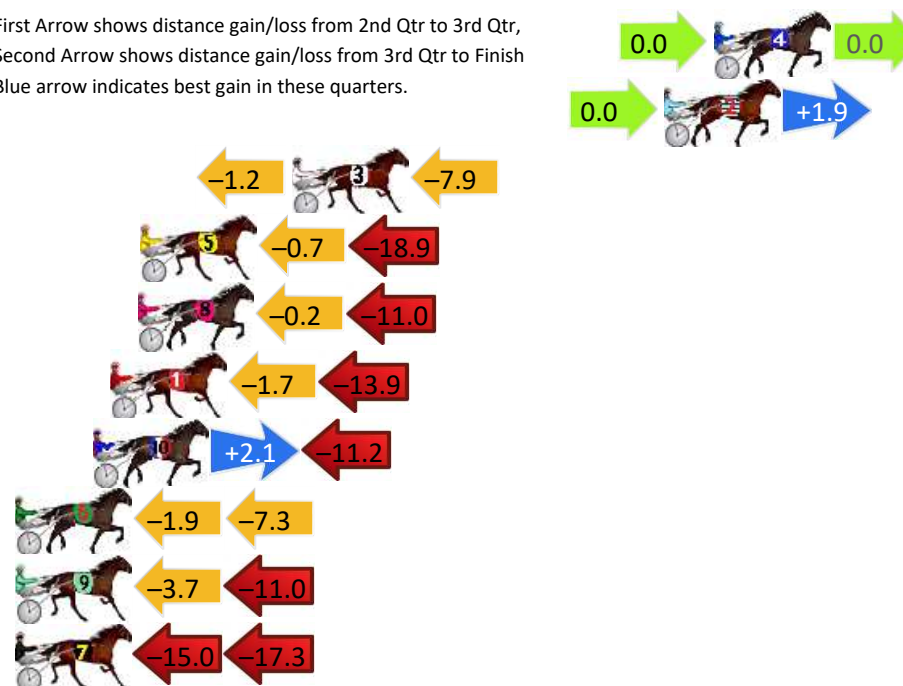 First Arrow shows distance gain/loss from 2nd Qtr to 3rd Qtr,
Second Arrow shows distance gain/loss from 3rd Qtr to Finish
Blue arrow indicates best gain in these quarters.
0.0 4 0.0
0.0 2 +1.9
–1.2 3 –7.9
5 –0.7 –18.9
8 –0.2 –11.0
1 –1.7 –13.9
10 +2.1 –11.2
6 –1.9 –7.3
9 –3.7 –11.0
7 –15.0 –17.3